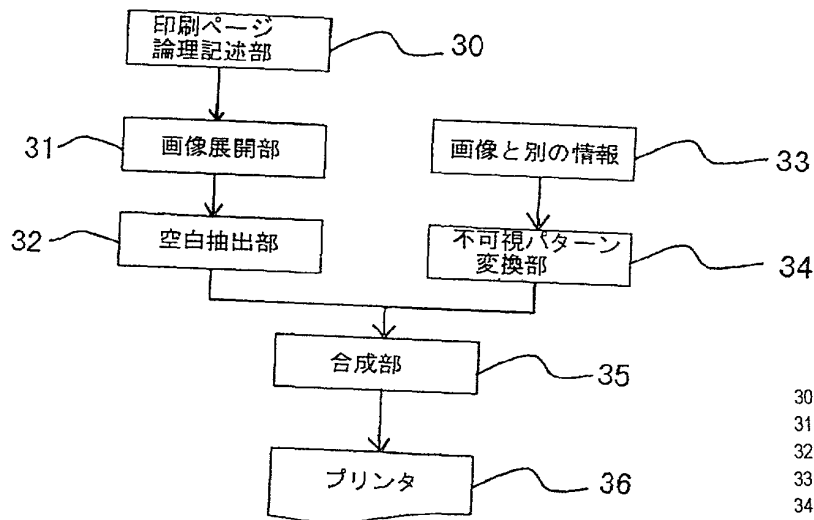 印刷ページ
論理記述部
30
31
画像展開部
画像と別の情報
33
32
空白抽出部
不可視パターン
変換部
34
合成部
35
プリンタ
36
30
31
32
33
34